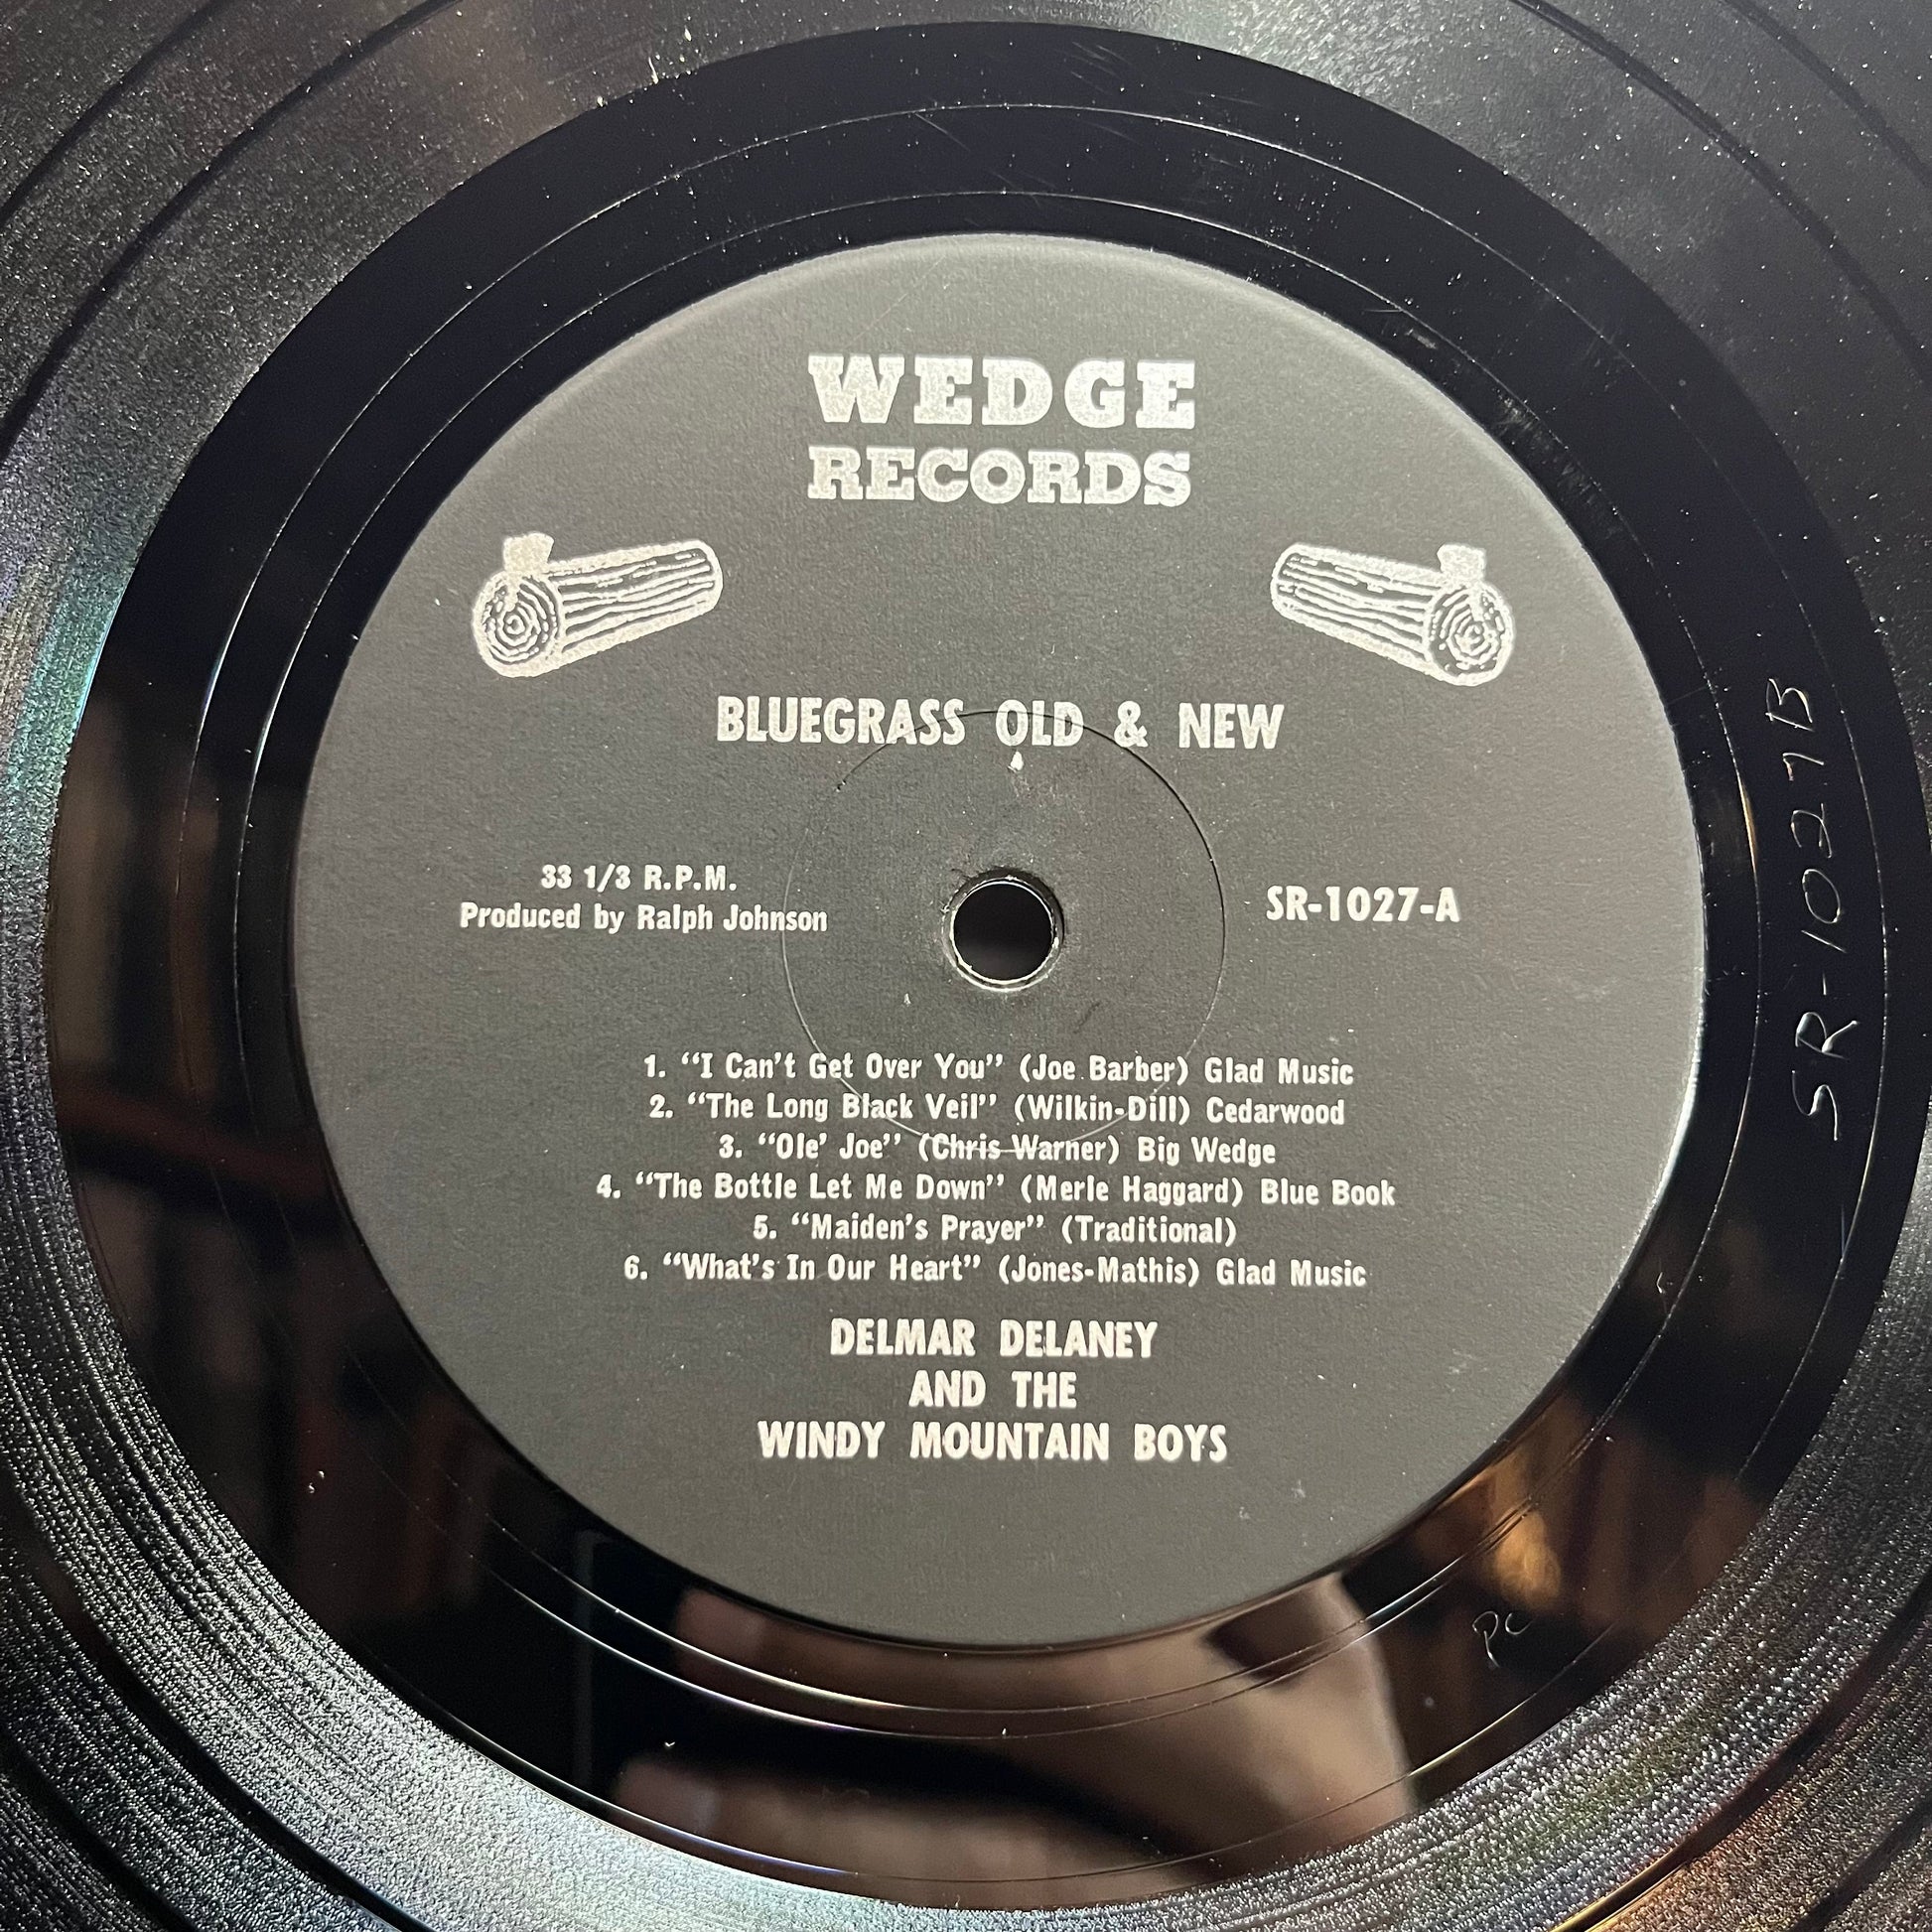 WEDGE
RECORDS
BLUEGRASS OLD & NEW
33 1/3 R.P.M.
Produced by Ralph Johnson
SR-1027-A
1. “I Can't Get Over You” (Joe Barber) Glad Music
2. “The Long Black Veil” (Wilkin-Dill) Cedarwood
3. “Ole' Joe” (Chris Warner) Big Wedge
4. “The Bottle Let Me Down” (Merle Haggard) Blue Book
5. “Maiden's Prayer” (Traditional)
6. “What's In Our Heart” (Jones-Mathis) Glad Music
DELMAR DELANEY
AND THE
WINDY MOUNTAIN BOYS
SR-1027B
PC